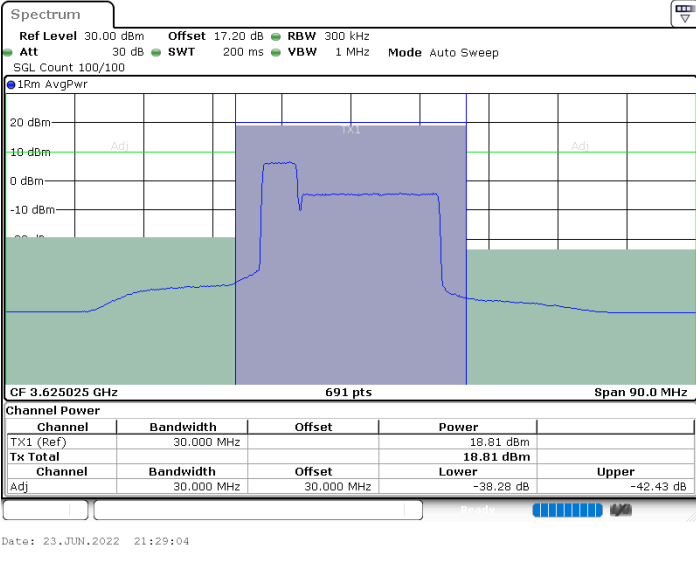 Spectrum
Ref Level 30.00 dBm Offset 17.20 dB RBW 300 kHz
Att 30 dB SWT 200 ms VBW 1 MHz Mode Auto Sweep
SGL Count 100/100
1Rm AvgPwr
20 dBm
TX1
Adj Adj
10 dBm
0 dBm
-10 dBm
CF 3.625025 GHz 691 pts Span 90.0 MHz
Channel Power
Channel Bandwidth Offset Power
TX1 (Ref) 30.000 MHz 18.81 dBm
Tx Total 18.81 dBm
Channel Bandwidth Offset Lower Upper
Adj 30.000 MHz 30.000 MHz -38.28 dB -42.43 dB
Ready
Date: 23.JUN.2022 21:29:04